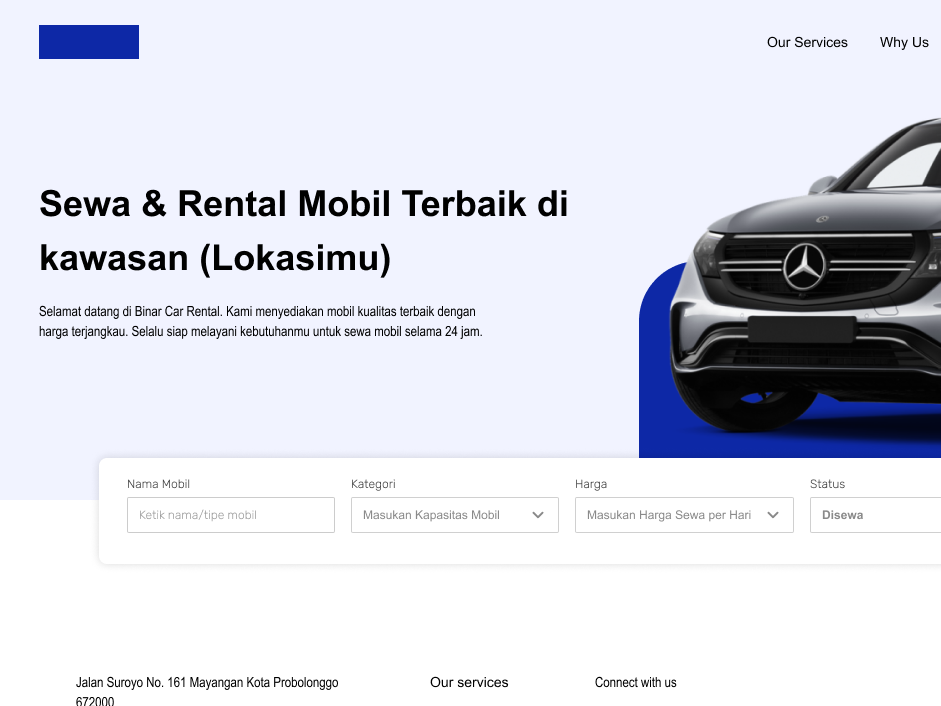 Our Services
Why Us
Sewa & Rental Mobil Terbaik di
kawasan (Lokasimu)
Selamat datang di Binar Car Rental. Kami menyediakan mobil kualitas terbaik dengan
harga terjangkau. Selalu siap melayani kebutuhanmu untuk sewa mobil selama 24 jam.
Nama Mobil
Kategori
Harga
Status
Ketik nama/tipe mobil
Masukan Kapasitas Mobil
Masukan Harga Sewa per Hari
Disewa
Jalan Suroyo No. 161 Mayangan Kota Probolonggo
672000
Our services
Connect with us